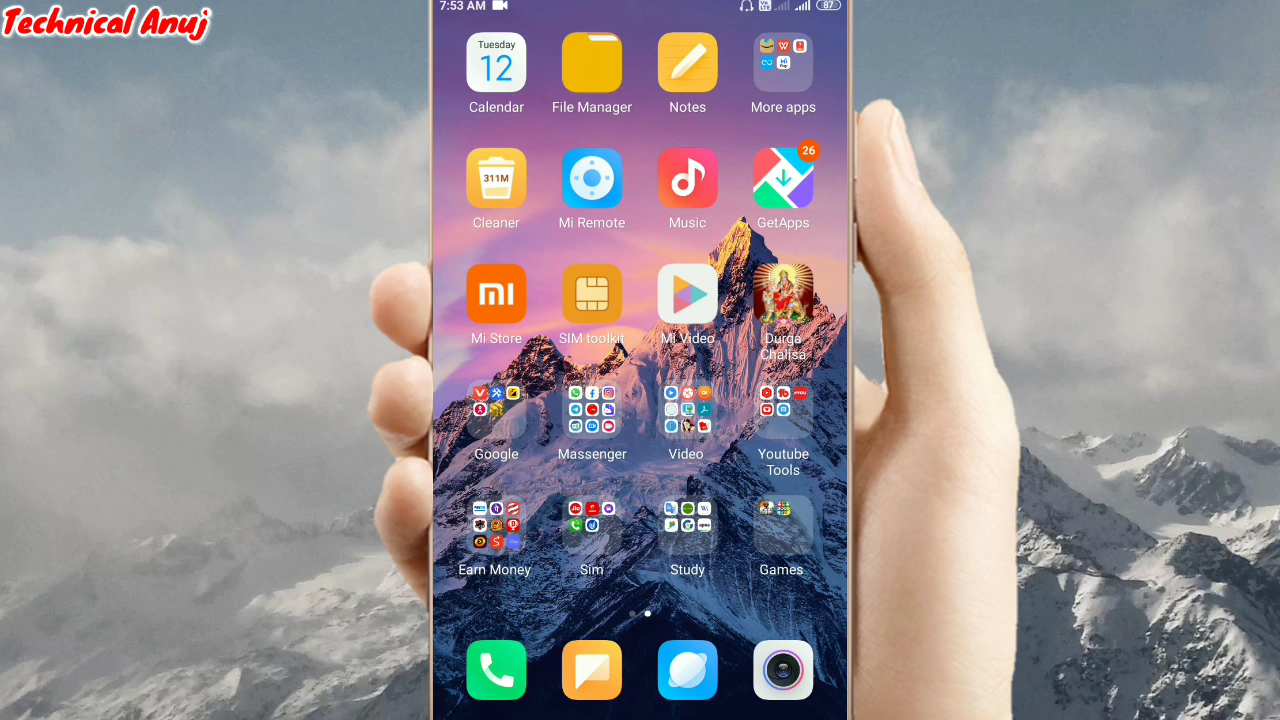 Technical Anuj
7:53 AM
87
Tuesday
12
Calendar
File Manager
Notes
More apps
311M
Cleaner
Mi Remote
Music
26
GetApps
Mi Store
SIM toolkit
Mi Video
Durga
Chalisa
Google
Massenger
Video
Youtube
Tools
Earn Money
Sim
Study
Games